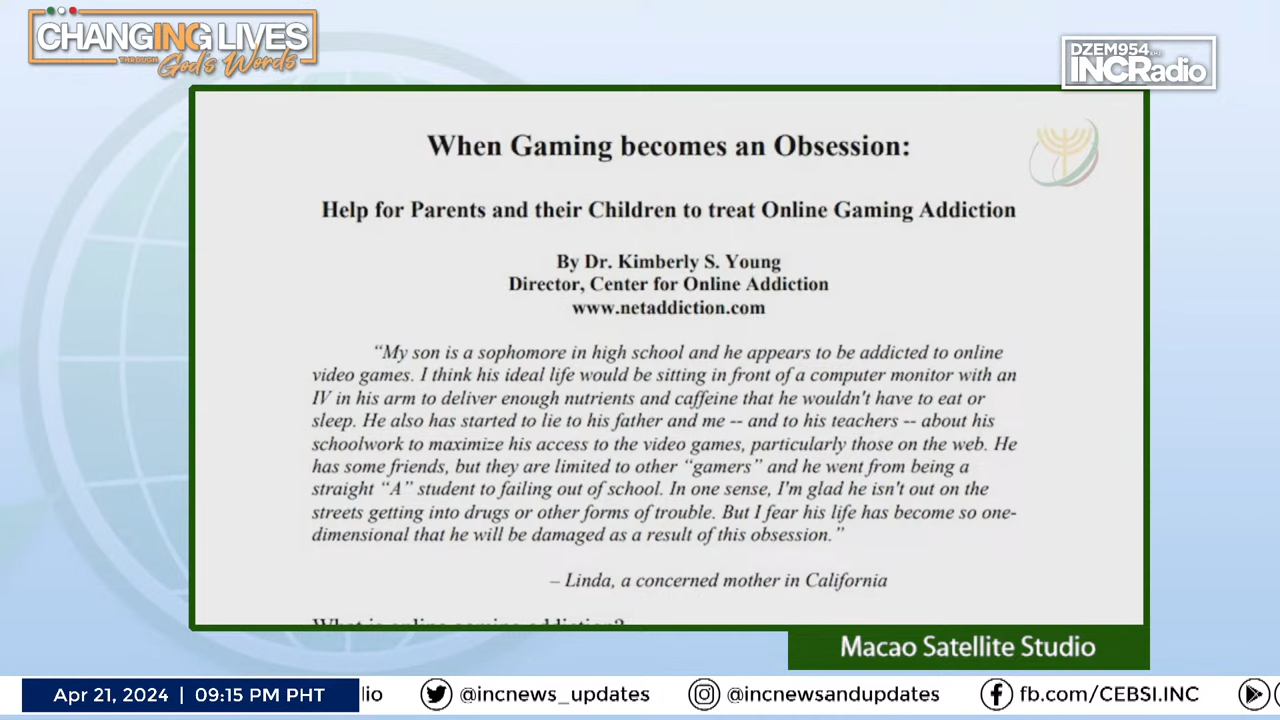 CHANGING LIVES
THROUGH God's Words
DZEM954
INCRadio
When Gaming becomes an Obsession:
Help for Parents and their Children to treat Online Gaming Addiction
By Dr. Kimberly S. Young
Director, Center for Online Addiction
www.netaddiction.com
“My son is a sophomore in high school and he appears to be addicted to online
video games. I think his ideal life would be sitting in front of a computer monitor with an
IV in his arm to deliver enough nutrients and caffeine that he wouldn't have to eat or
sleep. He also has started to lie to his father and me -- and to his teachers -- about his
schoolwork to maximize his access to the video games, particularly those on the web. He
has some friends, but they are limited to other “gamers” and he went from being a
straight “A” student to failing out of school. In one sense, I'm glad he isn't out on the
streets getting into drugs or other forms of trouble. But I fear his life has become so one-
dimensional that he will be damaged as a result of this obsession.”
– Linda, a concerned mother in California
What is online gaming addiction?
Macao Satellite Studio
Apr 21, 2024 | 09:15 PM PHT lio @incnews_updates @incnewsandupdates fb.com/CEBSI.INC